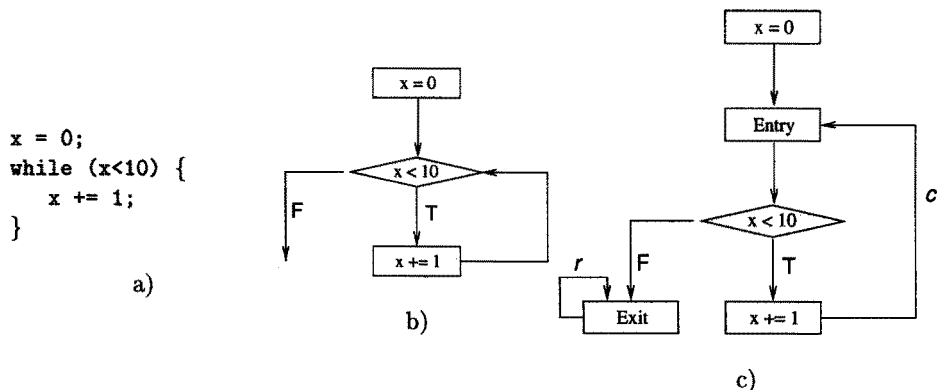 x = 0;
while (x<10) {
x += 1;
}
a)
x = 0
x < 10
F
T
x += 1
b)
x = 0
Entry
c
x < 10
F
T
r
Exit
x += 1
c)